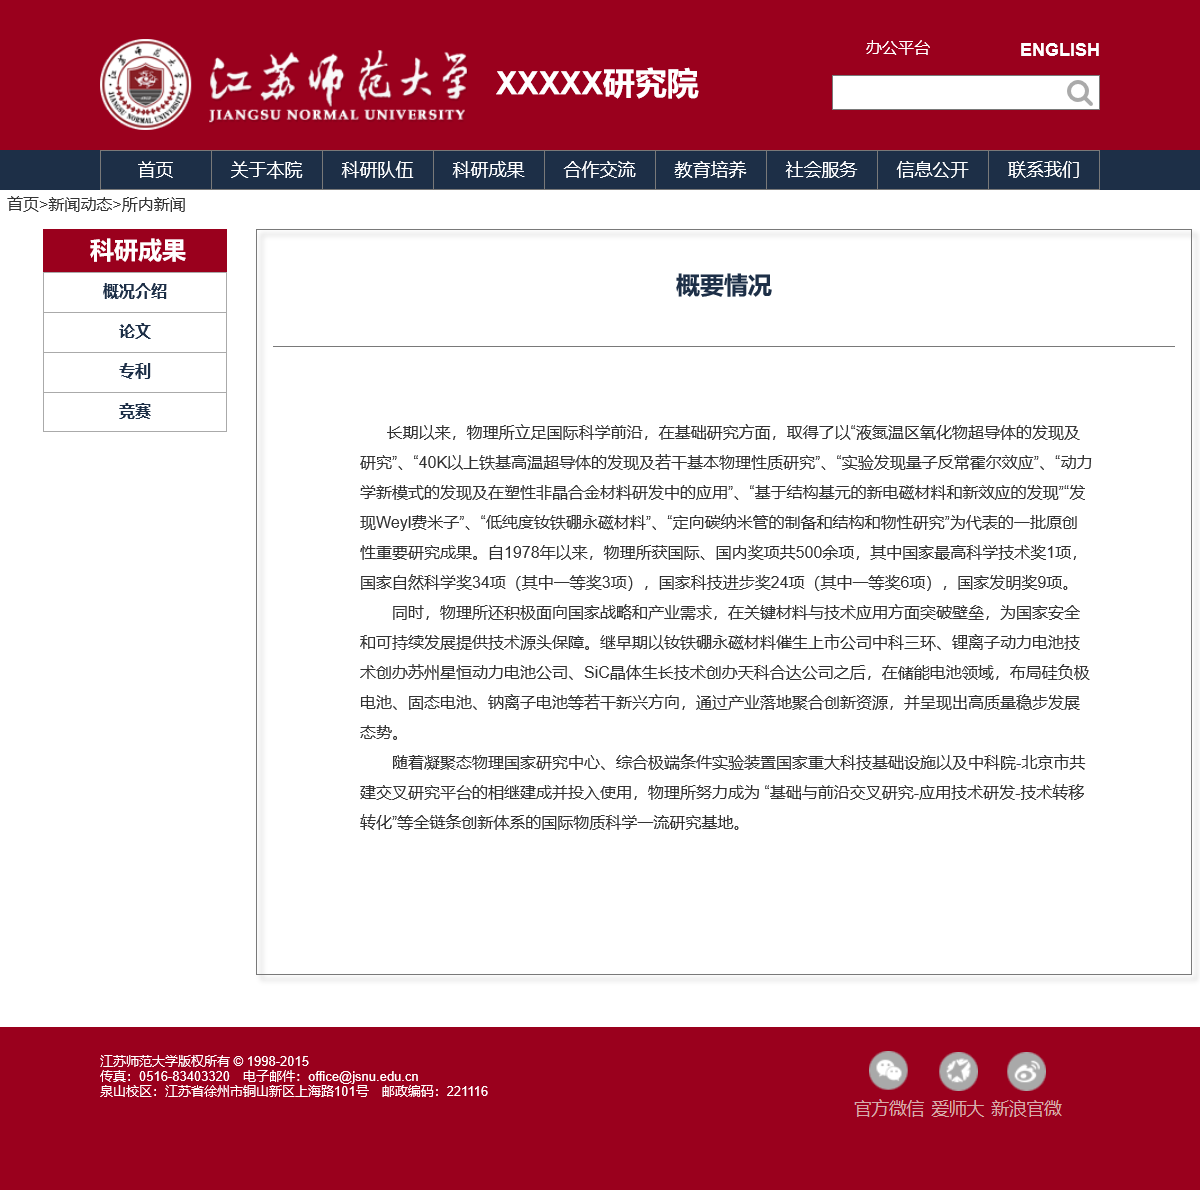 办公平台
ENGLISH
江苏师范大学
JIANGSU NORMAL UNIVERSITY
XXXXX研究院
首页 关于本院 科研队伍 科研成果 合作交流 教育培养 社会服务 信息公开 联系我们
首页>新闻动态>所内新闻
科研成果
概况介绍
论文
专利
竞赛
概要情况
长期以来，物理所立足国际科学前沿，在基础研究方面，取得了以“液氮温区氧化物超导体的发现及
研究”、“40K以上铁基高温超导体的发现及若干基本物理性质研究”、“实验发现量子反常霍尔效应”、“动力
学新模式的发现及在塑性非晶合金材料研发中的应用”、“基于结构基元的新电磁材料和新效应的发现”“发
现Weyl费米子”、“低纯度钕铁硼永磁材料”、“定向碳纳米管的制备和结构和物性研究”为代表的一批原创
性重要研究成果。自1978年以来，物理所获国际、国内奖项共500余项，其中国家最高科学技术奖1项，
国家自然科学奖34项（其中一等奖3项），国家科技进步奖24项（其中一等奖6项），国家发明奖9项。
同时，物理所还积极面向国家战略和产业需求，在关键材料与技术应用方面突破壁垒，为国家安全
和可持续发展提供技术源头保障。继早期以钕铁硼永磁材料催生上市公司中科三环、锂离子动力电池技
术创办苏州星恒动力电池公司、SiC晶体生长技术创办天科合达公司之后，在储能电池领域，布局硅负极
电池、固态电池、钠离子电池等若干新兴方向，通过产业落地聚合创新资源，并呈现出高质量稳步发展
态势。
随着凝聚态物理国家研究中心、综合极端条件实验装置国家重大科技基础设施以及中科院-北京市共
建交叉研究平台的相继建成并投入使用，物理所努力成为 “基础与前沿交叉研究-应用技术研发-技术转移
转化”等全链条创新体系的国际物质科学一流研究基地。
江苏师范大学版权所有 © 1998-2015
传真：0516-83403320 电子邮件：office@jsnu.edu.cn
泉山校区：江苏省徐州市铜山新区上海路101号 邮政编码：221116
官方微信 爱师大 新浪官微